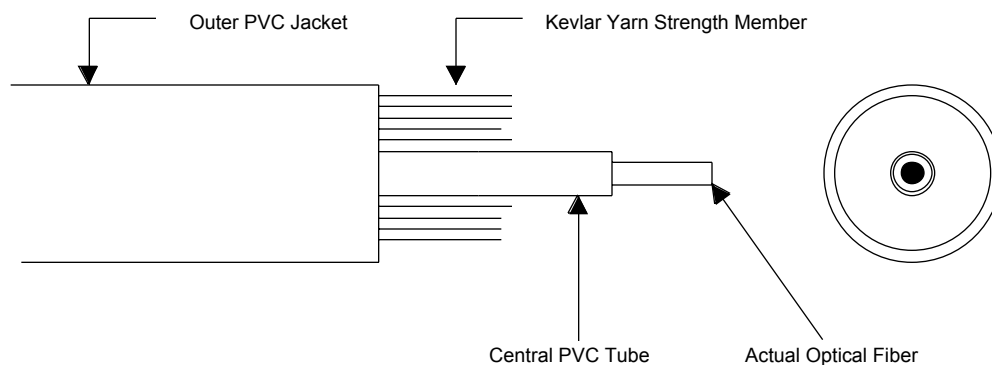 Outer PVC Jacket
Kevlar Yarn Strength Member
Central PVC Tube
Actual Optical Fiber